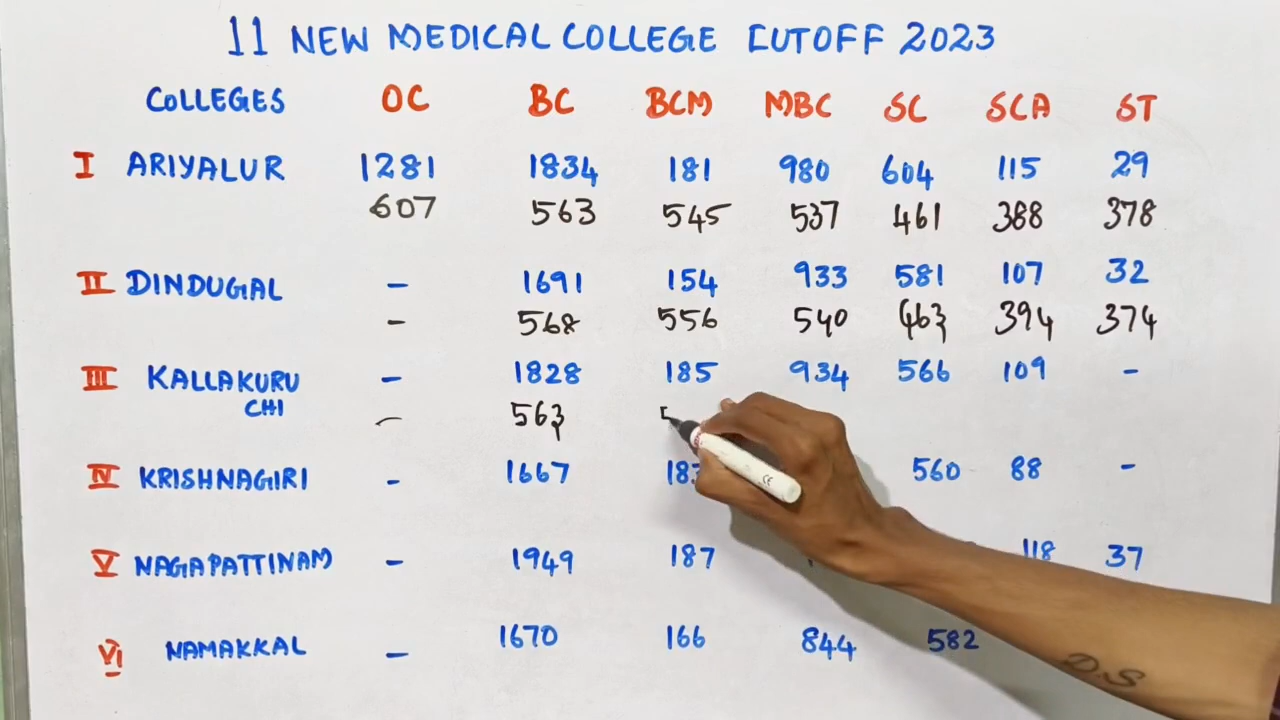 11 NEW MEDICAL COLLEGE CUTOFF 2023
COLLEGES OC BC BCM MBC SC SCA ST
I ARIYALUR 1281 1834 181 980 604 115 29
607 563 545 537 461 388 378
II DINDUGAL - 1691 154 933 581 107 32
- 568 556 540 463 394 374
III KALLAKURU - 1828 185 934 566 109 -
CHI - 563
IV KRISHNAGIRI - 1667 560 88 -
V NAGAPATTINAM - 1949 187 118 37
VI NAMAKKAL - 1670 166 844 582
D.S